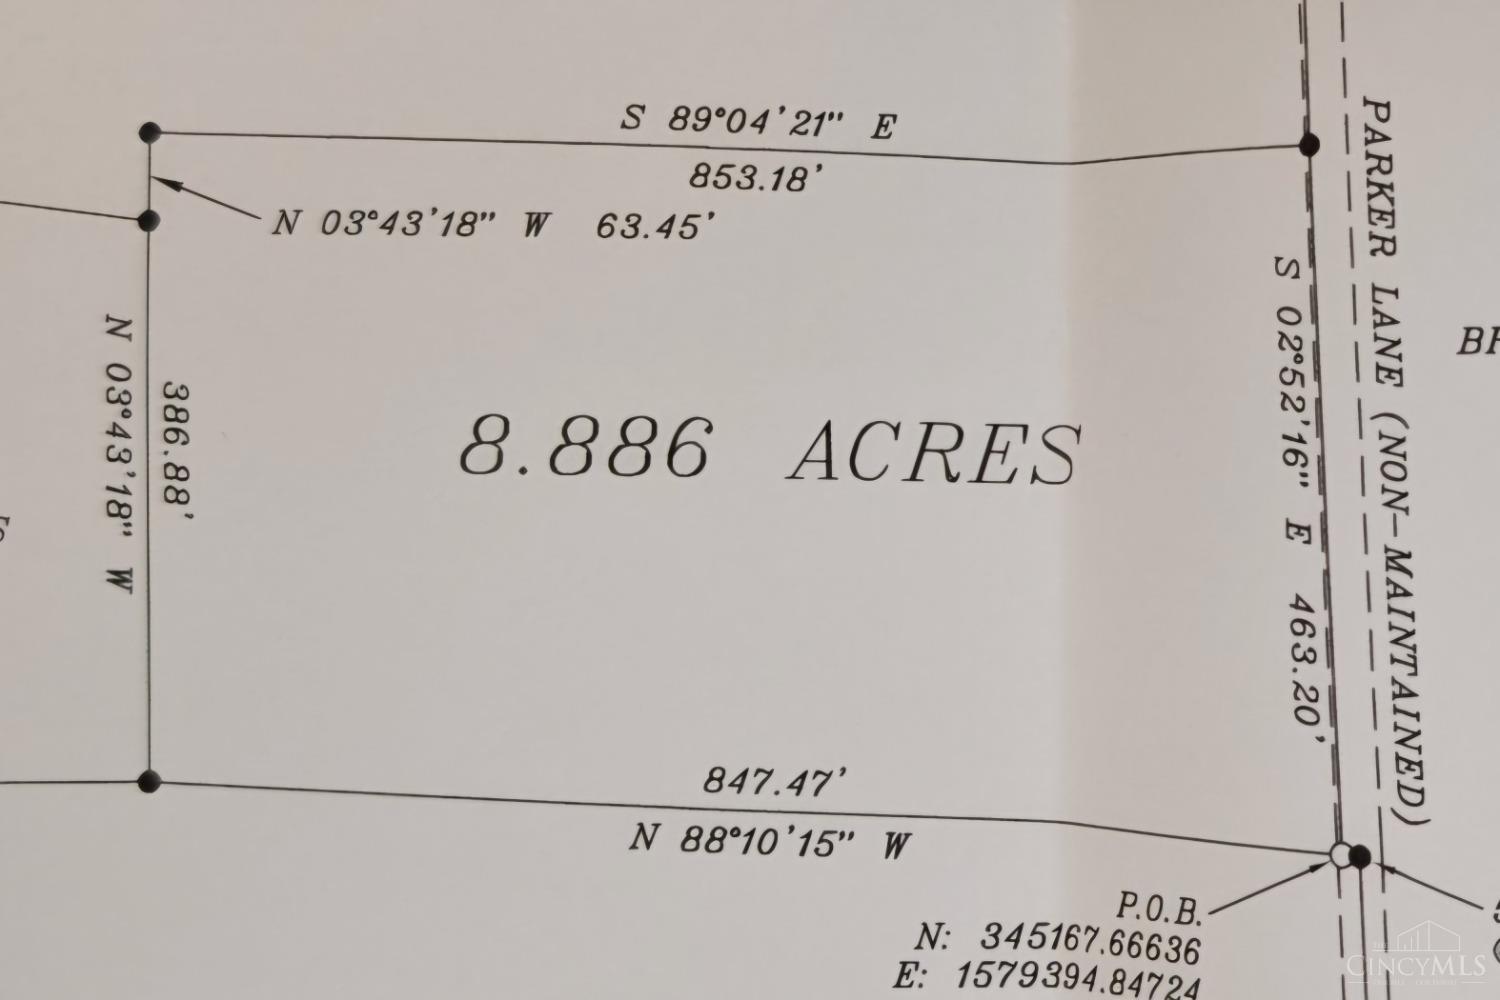 S 89°04'21" E
853.18'
N 03°43'18" W 63.45'
N 03°43'18" W
386.88'
8.886 ACRES
S 02°52'16" E 463.20'
PARKER LANE (NON-MAINTAINED)
847.47'
N 88°10'15" W
P.O.B.
N: 345167.66636
E: 1579394.84724
THE
CINCYMLS